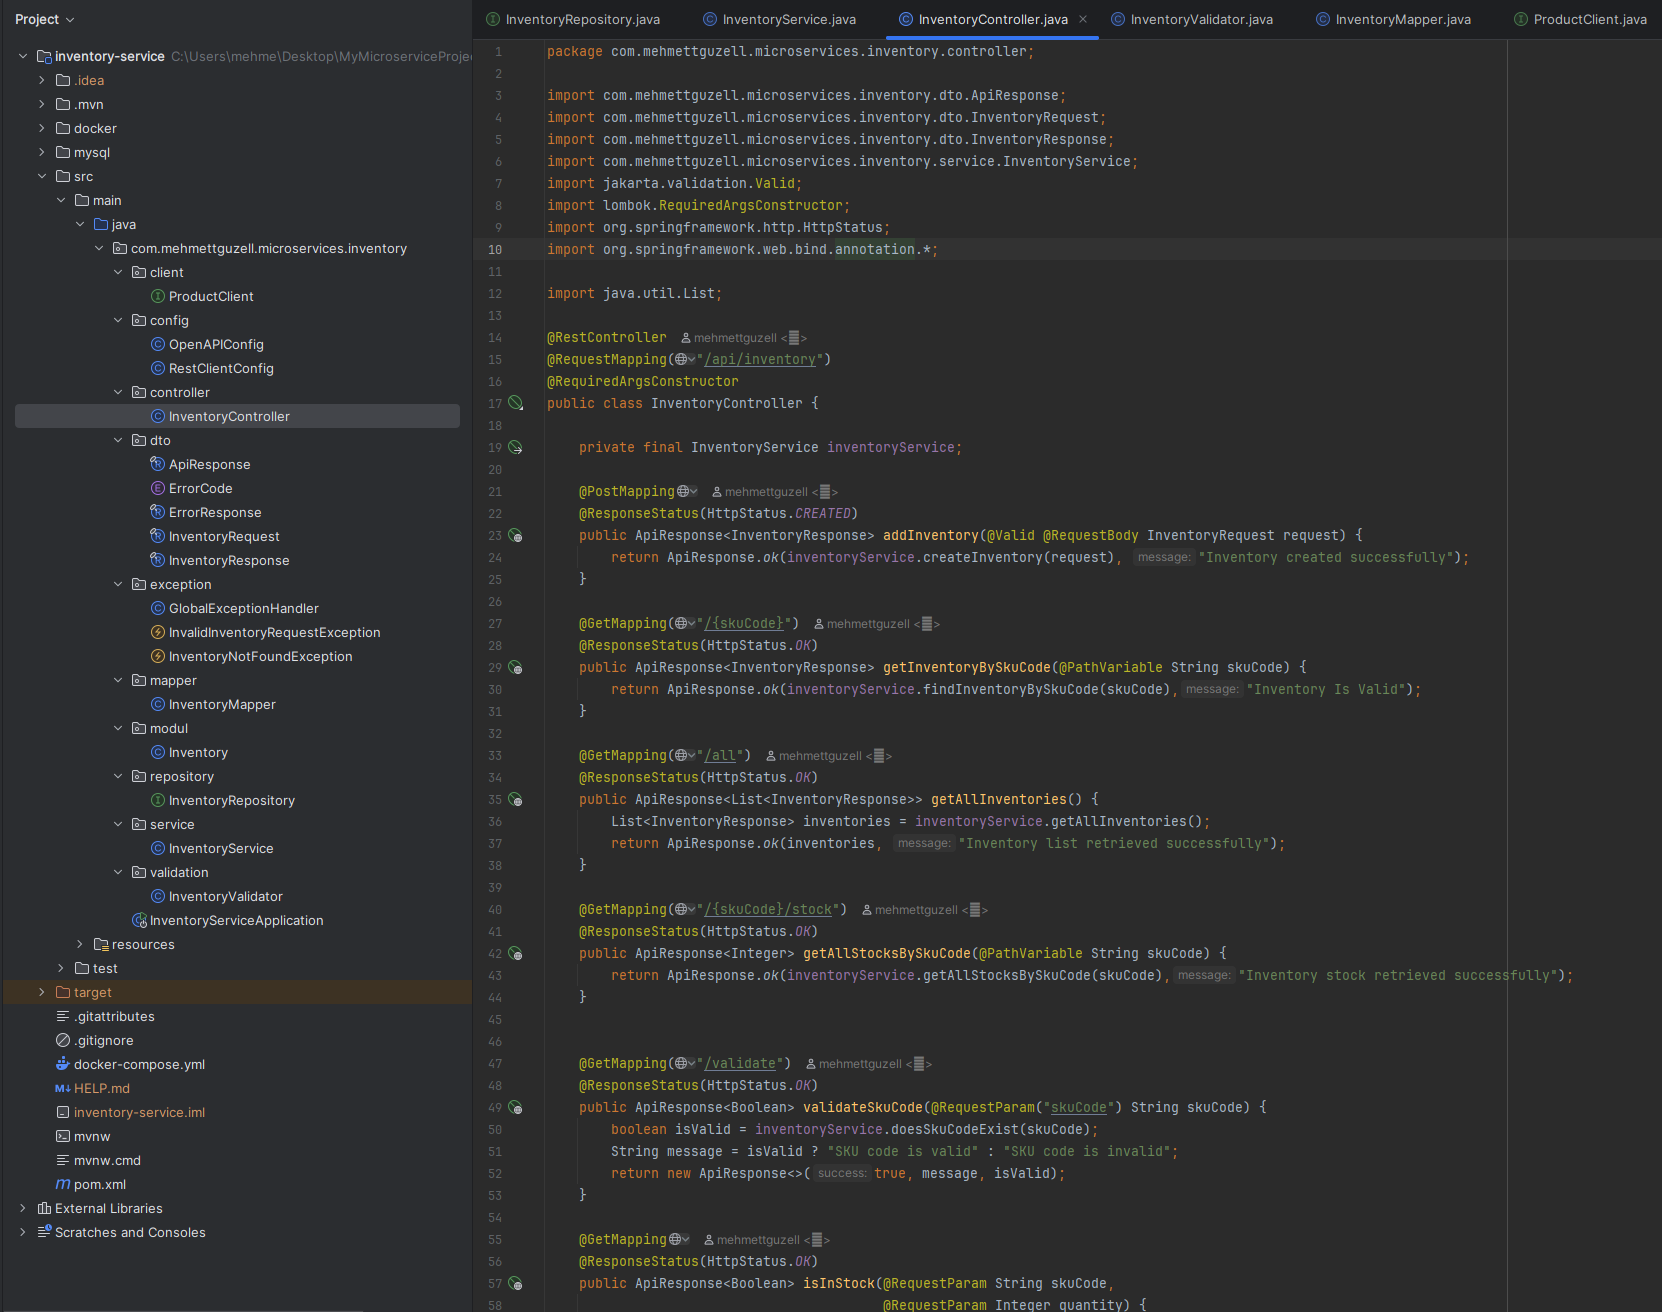 Project
inventory-service C:\Users\mehme\Desktop\MyMicroserviceProje
.idea
.mvn
docker
mysql
src
main
java
com.mehmettguzell.microservices.inventory
client
ProductClient
config
OpenAPIConfig
RestClientConfig
controller
InventoryController
dto
ApiResponse
ErrorCode
ErrorResponse
InventoryRequest
InventoryResponse
exception
GlobalExceptionHandler
InvalidInventoryRequestException
InventoryNotFoundException
mapper
InventoryMapper
modul
Inventory
repository
InventoryRepository
service
InventoryService
validation
InventoryValidator
InventoryServiceApplication
resources
test
target
.gitattributes
.gitignore
docker-compose.yml
HELP.md
inventory-service.iml
mvnw
mvnw.cmd
pom.xml
External Libraries
Scratches and Consoles
InventoryRepository.java InventoryService.java InventoryController.java InventoryValidator.java InventoryMapper.java ProductClient.java
1 package com.mehmettguzell.microservices.inventory.controller;
2
3 import com.mehmettguzell.microservices.inventory.dto.ApiResponse;
4 import com.mehmettguzell.microservices.inventory.dto.InventoryRequest;
5 import com.mehmettguzell.microservices.inventory.dto.InventoryResponse;
6 import com.mehmettguzell.microservices.inventory.service.InventoryService;
7 import jakarta.validation.Valid;
8 import lombok.RequiredArgsConstructor;
9 import org.springframework.http.HttpStatus;
10 import org.springframework.web.bind.annotation.*;
11
12 import java.util.List;
13
14 @RestController mehmettguzell <>
15 @RequestMapping("/api/inventory")
16 @RequiredArgsConstructor
17 public class InventoryController {
18
19 private final InventoryService inventoryService;
20
21 @PostMapping mehmettguzell <>
22 @ResponseStatus(HttpStatus.CREATED)
23 public ApiResponse<InventoryResponse> addInventory(@Valid @RequestBody InventoryRequest request) {
24 return ApiResponse.ok(inventoryService.createInventory(request), message: "Inventory created successfully");
25 }
26
27 @GetMapping("/{skuCode}") mehmettguzell <>
28 @ResponseStatus(HttpStatus.OK)
29 public ApiResponse<InventoryResponse> getInventoryBySkuCode(@PathVariable String skuCode) {
30 return ApiResponse.ok(inventoryService.findInventoryBySkuCode(skuCode), message: "Inventory Is Valid");
31 }
32
33 @GetMapping("/all") mehmettguzell <>
34 @ResponseStatus(HttpStatus.OK)
35 public ApiResponse<List<InventoryResponse>> getAllInventories() {
36 List<InventoryResponse> inventories = inventoryService.getAllInventories();
37 return ApiResponse.ok(inventories, message: "Inventory list retrieved successfully");
38 }
39
40 @GetMapping("/{skuCode}/stock") mehmettguzell <>
41 @ResponseStatus(HttpStatus.OK)
42 public ApiResponse<Integer> getAllStocksBySkuCode(@PathVariable String skuCode) {
43 return ApiResponse.ok(inventoryService.getAllStocksBySkuCode(skuCode), message: "Inventory stock retrieved successfully");
44 }
45
46
47 @GetMapping("/validate") mehmettguzell <>
48 @ResponseStatus(HttpStatus.OK)
49 public ApiResponse<Boolean> validateSkuCode(@RequestParam("skuCode") String skuCode) {
50 boolean isValid = inventoryService.doesSkuCodeExist(skuCode);
51 String message = isValid ? "SKU code is valid" : "SKU code is invalid";
52 return new ApiResponse<>( success: true, message, isValid);
53 }
54
55 @GetMapping mehmettguzell <>
56 @ResponseStatus(HttpStatus.OK)
57 public ApiResponse<Boolean> isInStock(@RequestParam String skuCode,
58 @RequestParam Integer quantity) {